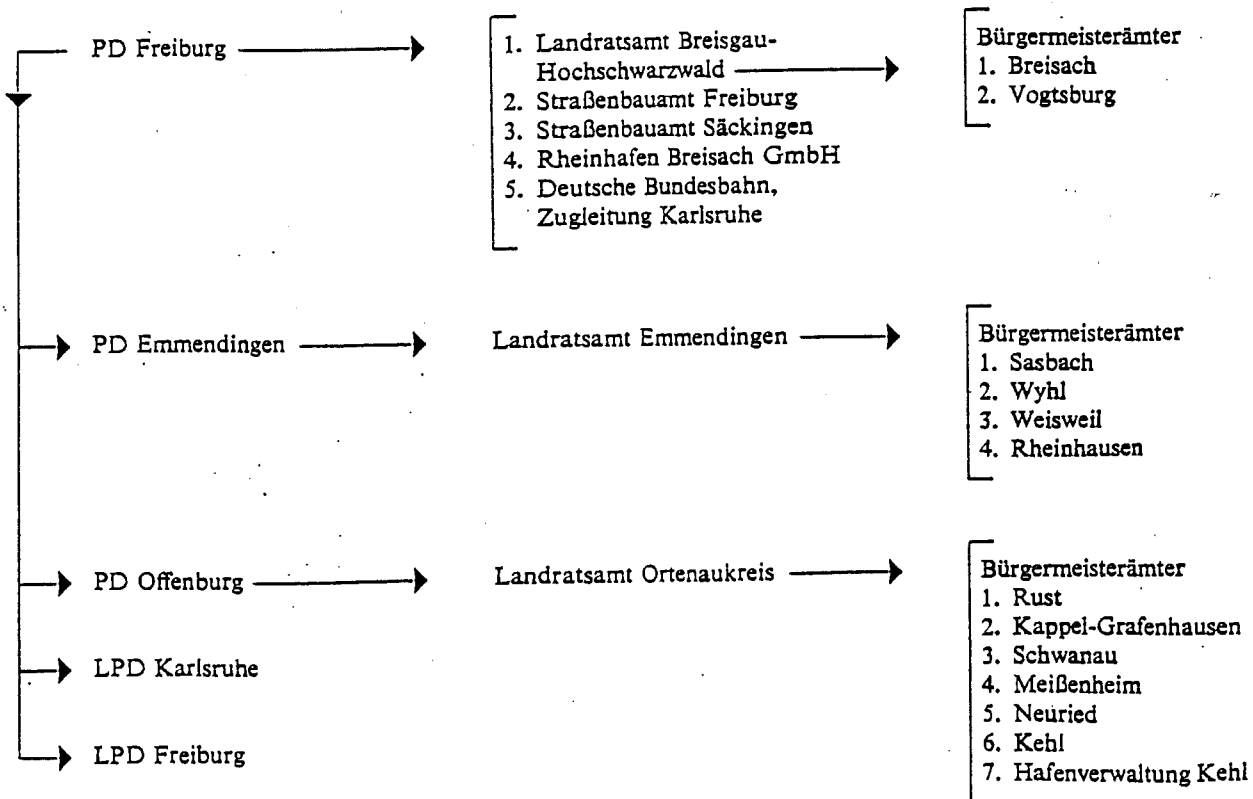 PD Freiburg
1. Landratsamt Breisgau-
Hochschwarzwald
2. Straßenbauamt Freiburg
3. Straßenbauamt Säckingen
4. Rheinhafen Breisach GmbH
5. Deutsche Bundesbahn,
Zugleitung Karlsruhe
Bürgermeisterämter
1. Breisach
2. Vogtsburg
PD Emmendingen
Landratsamt Emmendingen
Bürgermeisterämter
1. Sasbach
2. Wyhl
3. Weisweil
4. Rheinhausen
PD Offenburg
Landratsamt Ortenaukreis
Bürgermeisterämter
1. Rust
2. Kappel-Grafenhausen
3. Schwanau
4. Meißenheim
5. Neuried
6. Kehl
7. Hafenverwaltung Kehl
LPD Karlsruhe
LPD Freiburg